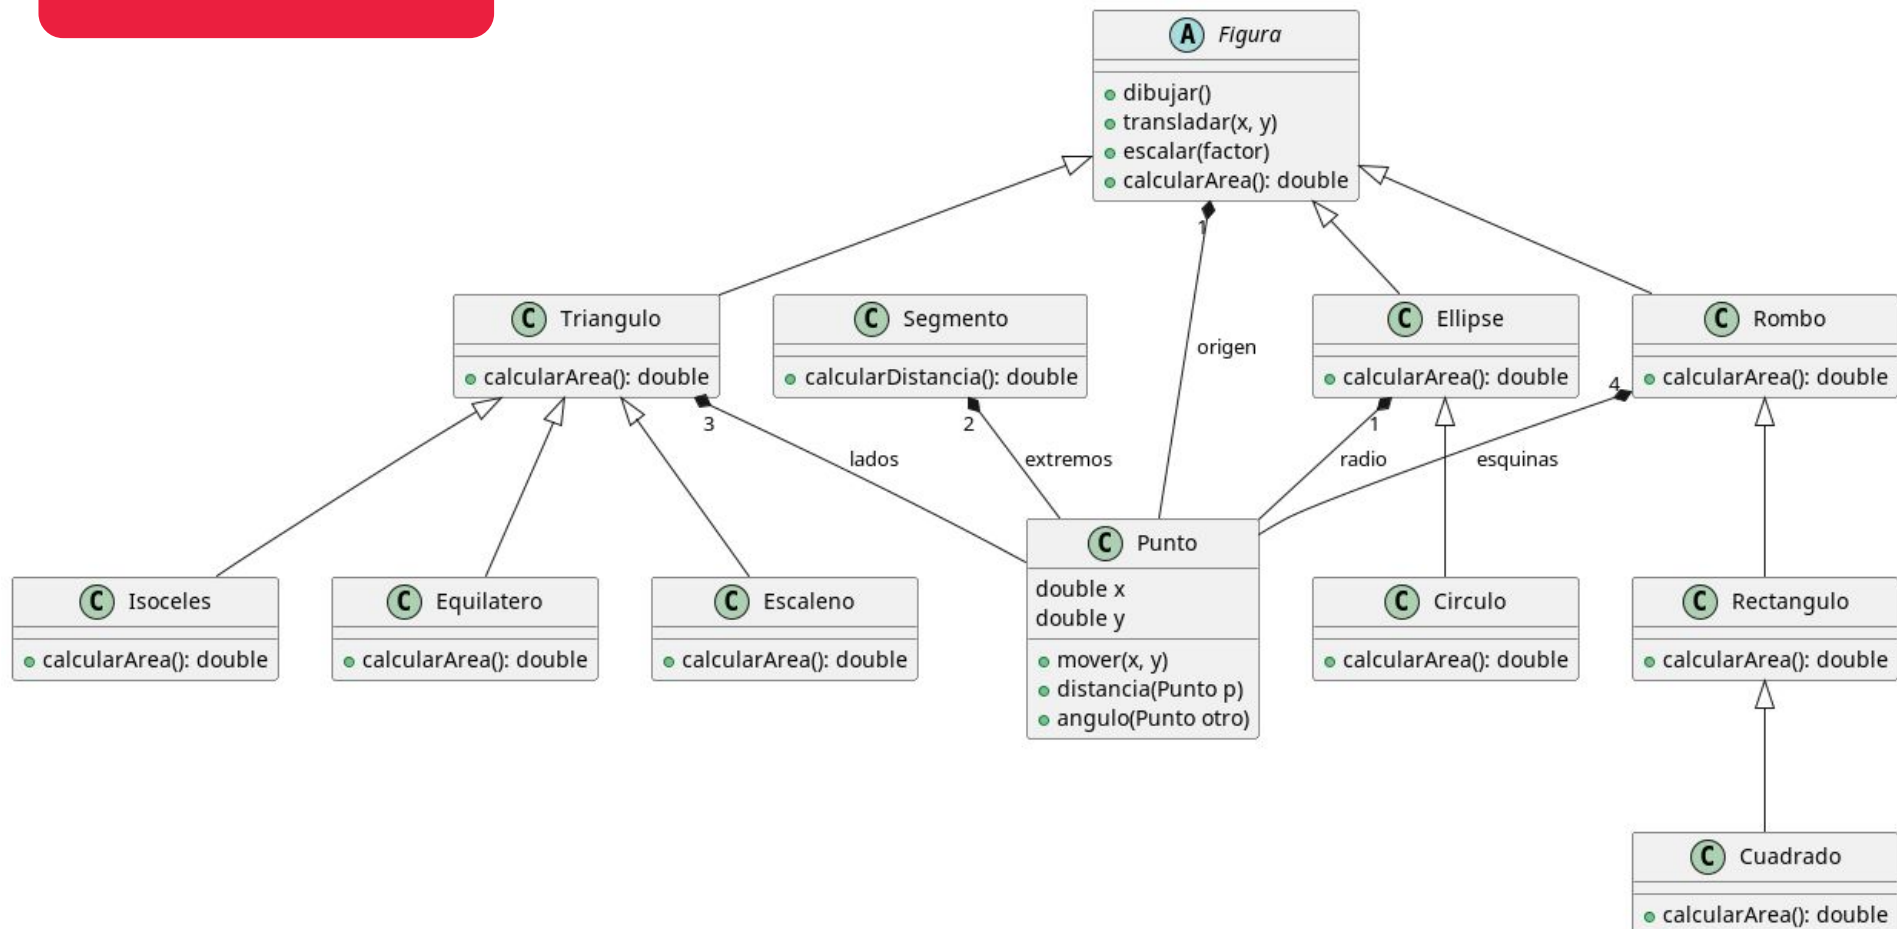 A Figura
dibujar()
transladar(x, y)
escalar(factor)
calcularArea(): double
1
C Triangulo
calcularArea(): double
C Segmento
calcularDistancia(): double
origen
C Ellipse
calcularArea(): double
C Rombo
calcularArea(): double
3
2
1
4
lados
extremos
radio
esquinas
C Isoceles
calcularArea(): double
C Equilatero
calcularArea(): double
C Escaleno
calcularArea(): double
C Punto
double x
double y
mover(x, y)
distancia(Punto p)
angulo(Punto otro)
C Circulo
calcularArea(): double
C Rectangulo
calcularArea(): double
C Cuadrado
calcularArea(): double